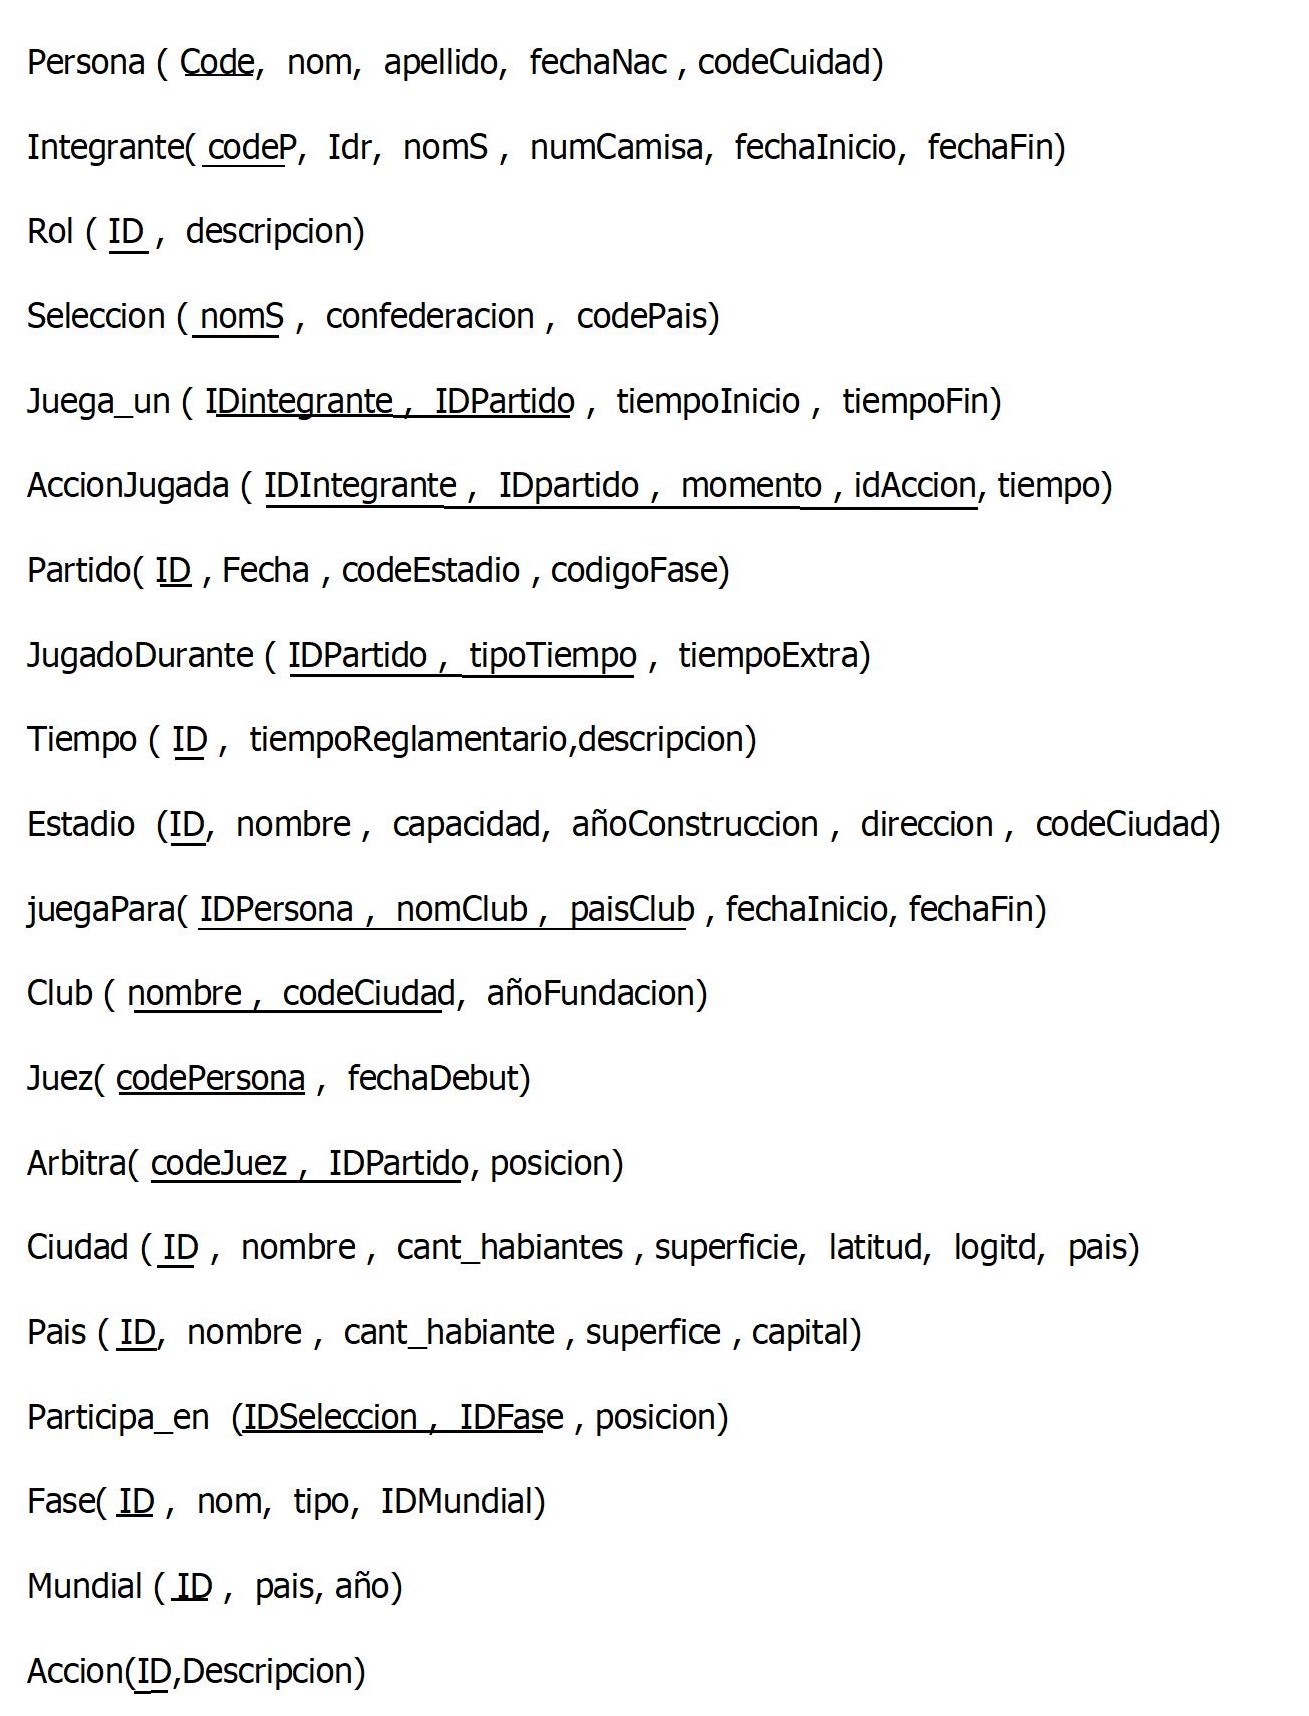 Persona ( Code, nom, apellido, fechaNac , codeCuidad)
Integrante( codeP, Idr, nomS , numCamisa, fechaInicio, fechaFin)
Rol ( ID , descripcion)
Seleccion ( nomS , confederacion , codePais)
Juega_un ( IDintegrante , IDPartido , tiempoInicio , tiempoFin)
AccionJugada ( IDIntegrante , IDpartido , momento , idAccion, tiempo)
Partido( ID , Fecha , codeEstadio , codigoFase)
JugadoDurante ( IDPartido , tipoTiempo , tiempoExtra)
Tiempo ( ID , tiempoReglamentario,descripcion)
Estadio (ID, nombre , capacidad, añoConstruccion , direccion , codeCiudad)
juegaPara( IDPersona , nomClub , paisClub , fechaInicio, fechaFin)
Club ( nombre , codeCiudad, añoFundacion)
Juez( codePersona , fechaDebut)
Arbitra( codeJuez , IDPartido, posicion)
Ciudad ( ID , nombre , cant_habiantes , superficie, latitud, logitd, pais)
Pais ( ID, nombre , cant_habiante , superfice , capital)
Participa_en (IDSeleccion , IDFase , posicion)
Fase( ID , nom, tipo, IDMundial)
Mundial ( ID , pais, año)
Accion(ID,Descripcion)